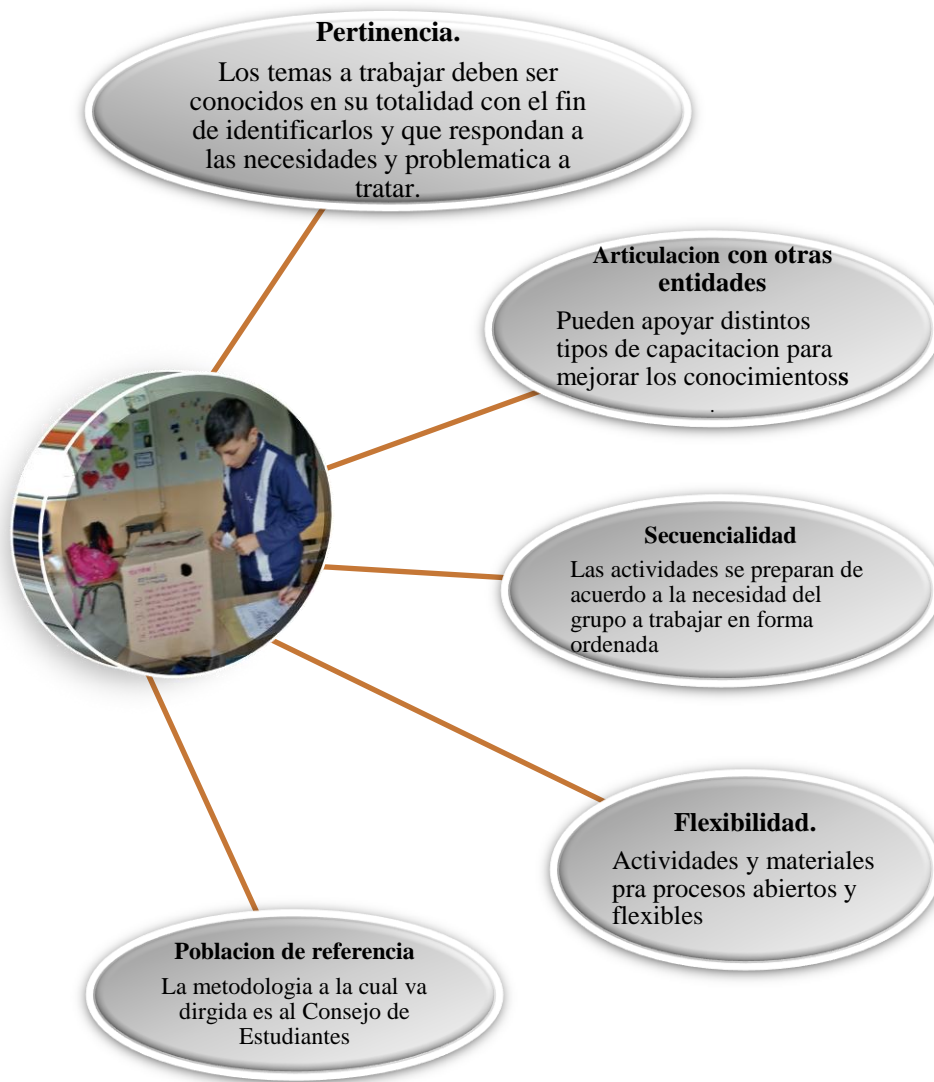 Pertinencia.
Los temas a trabajar deben ser
conocidos en su totalidad con el fin
de identificarlos y que respondan a
las necesidades y problematica a
tratar.
Articulacion con otras
entidades
Pueden apoyar distintos
tipos de capacitacion para
mejorar los conocimientoss
.
Secuencialidad
Las actividades se preparan de
acuerdo a la necesidad del
grupo a trabajar en forma
ordenada
Flexibilidad.
Actividades y materiales
pra procesos abiertos y
flexibles
Poblacion de referencia
La metodologia a la cual va
dirgida es al Consejo de
Estudiantes